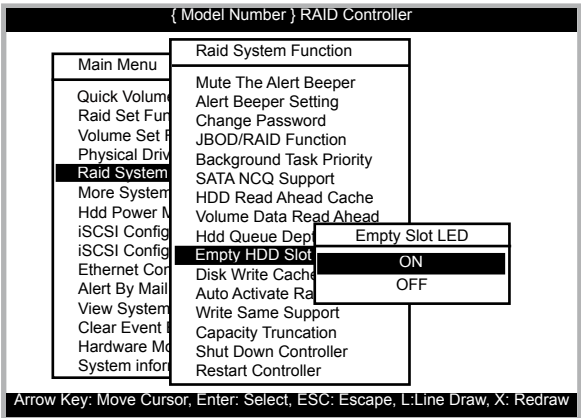 { Model Number } RAID Controller
Main Menu
Quick Volume
Raid Set Fun
Volume Set F
Physical Driv
Raid System
More System
Hdd Power M
iSCSI Config
iSCSI Config
Ethernet Con
Alert By Mail
View System
Clear Event
Hardware Mo
System infor
Raid System Function
Mute The Alert Beeper
Alert Beeper Setting
Change Password
JBOD/RAID Function
Background Task Priority
SATA NCQ Support
HDD Read Ahead Cache
Volume Data Read Ahead
Hdd Queue Dept
Empty HDD Slot
Disk Write Cache
Auto Activate Ra
Write Same Support
Capacity Truncation
Shut Down Controller
Restart Controller
Empty Slot LED
ON
OFF
Arrow Key: Move Cursor, Enter: Select, ESC: Escape, L:Line Draw, X: Redraw